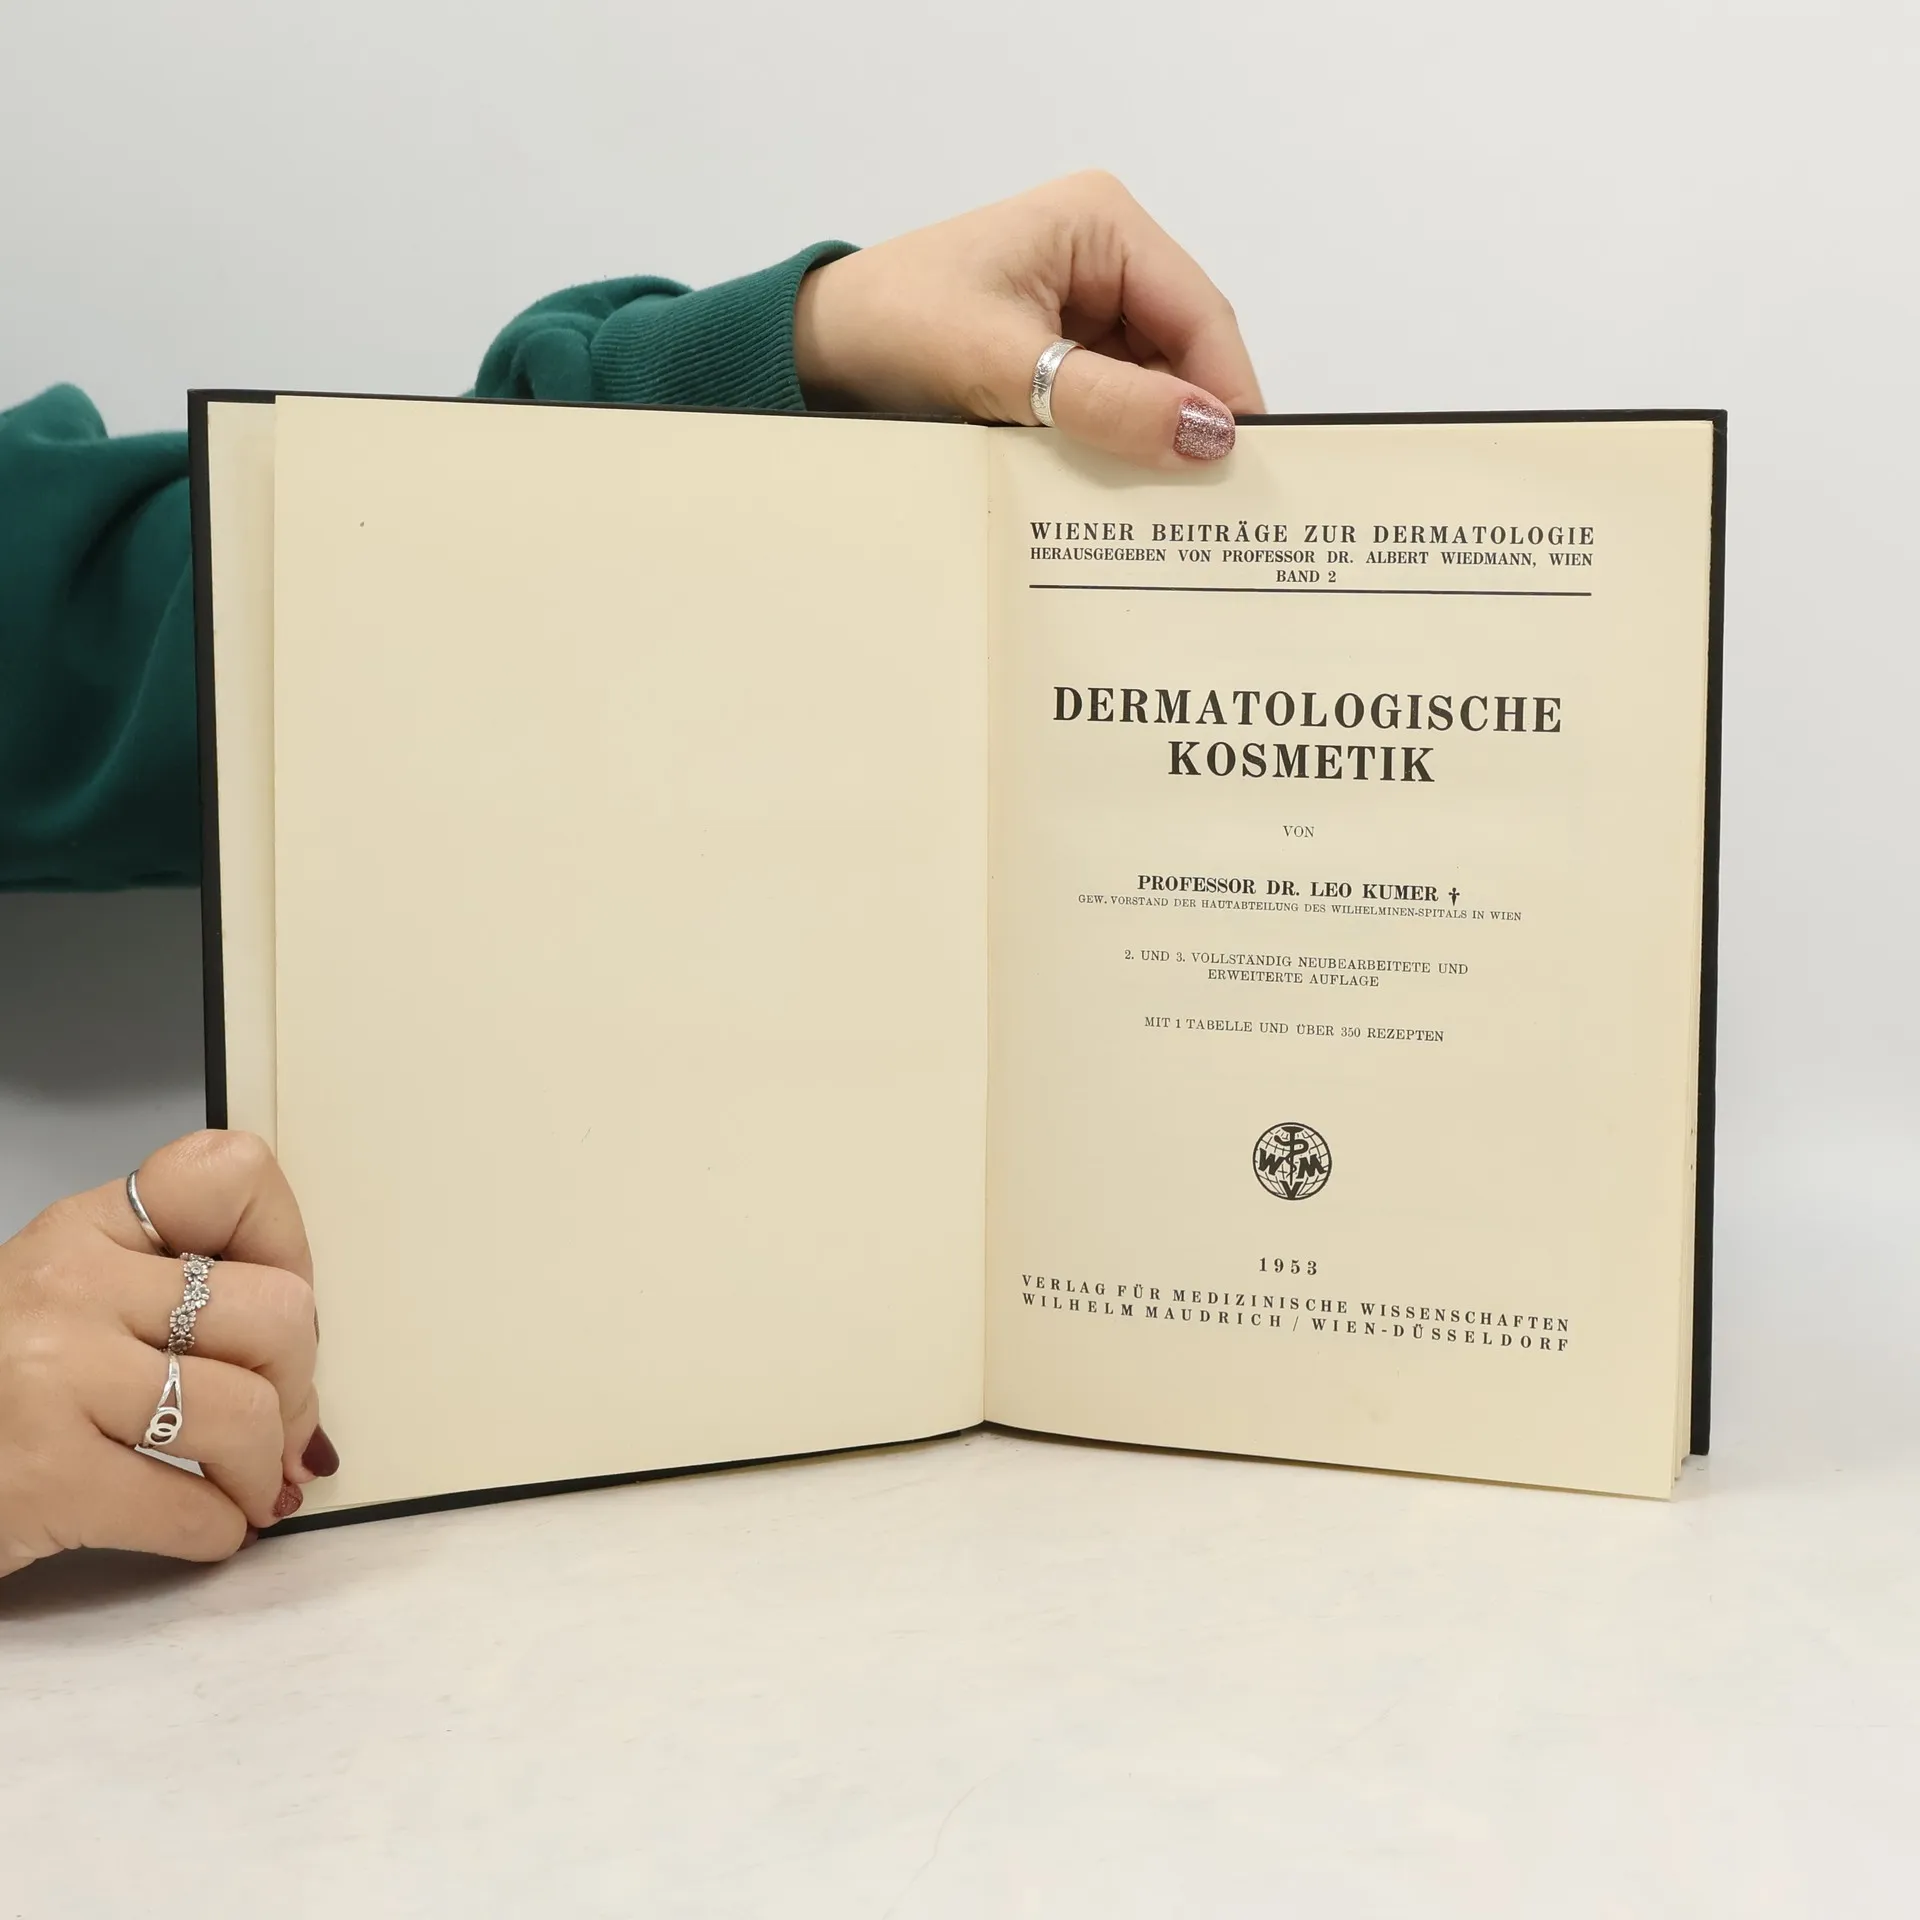 WIENER BEITRÄGE ZUR DERMATOLOGIE
HERAUSGEGEBEN VON PROFESSOR DR. ALBERT WIEDMANN, WIEN
BAND 2
DERMATOLOGISCHE
KOSMETIK
VON
PROFESSOR DR. LEO KUMER †
GEW. VORSTAND DER HAUTABTEILUNG DES WILHELMINEN-SPITALS IN WIEN
2. UND 3. VOLLSTÄNDIG NEUBEARBEITETE UND
ERWEITERTE AUFLAGE
MIT 1 TABELLE UND ÜBER 350 REZEPTEN
W M
V
1953
VERLAG FÜR MEDIZINISCHE WISSENSCHAFTEN
WILHELM MAUDRICH / WIEN-DÜSSELDORF